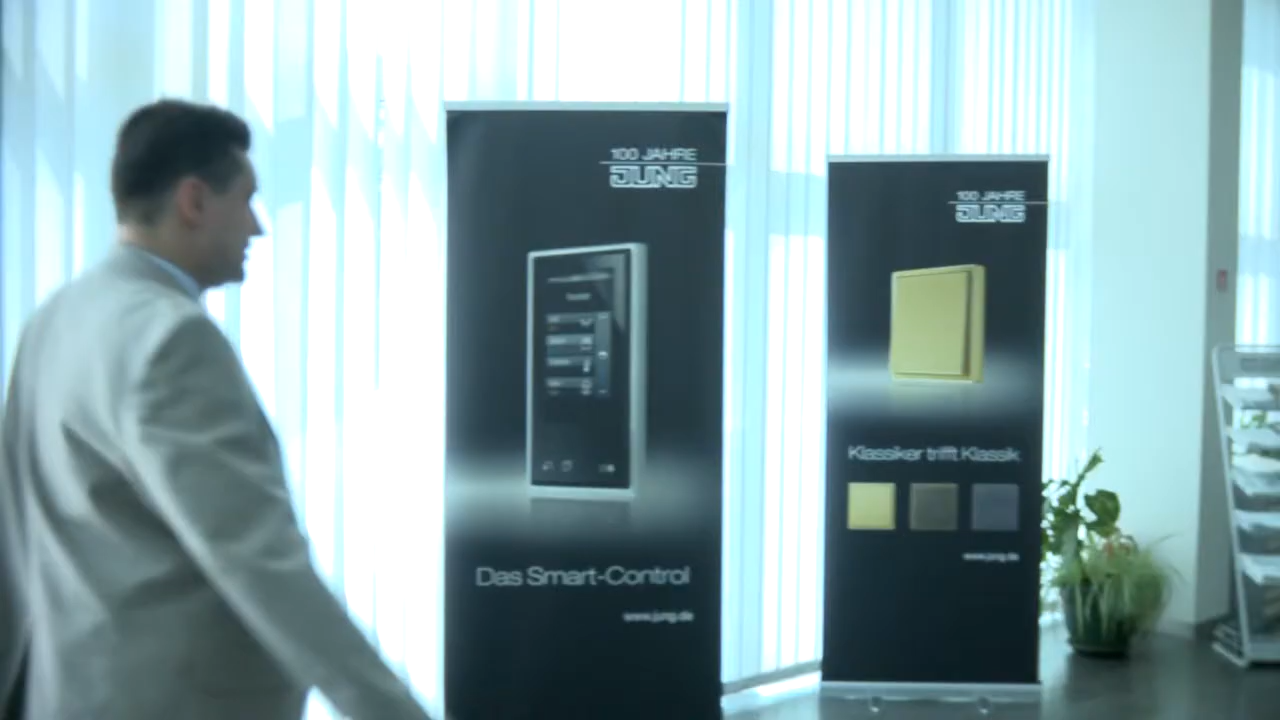 100 JAHRE
JUNG
Das Smart-Control
www.jung.de
100 JAHRE
JUNG
Klassiker trifft Klassik
www.jung.de